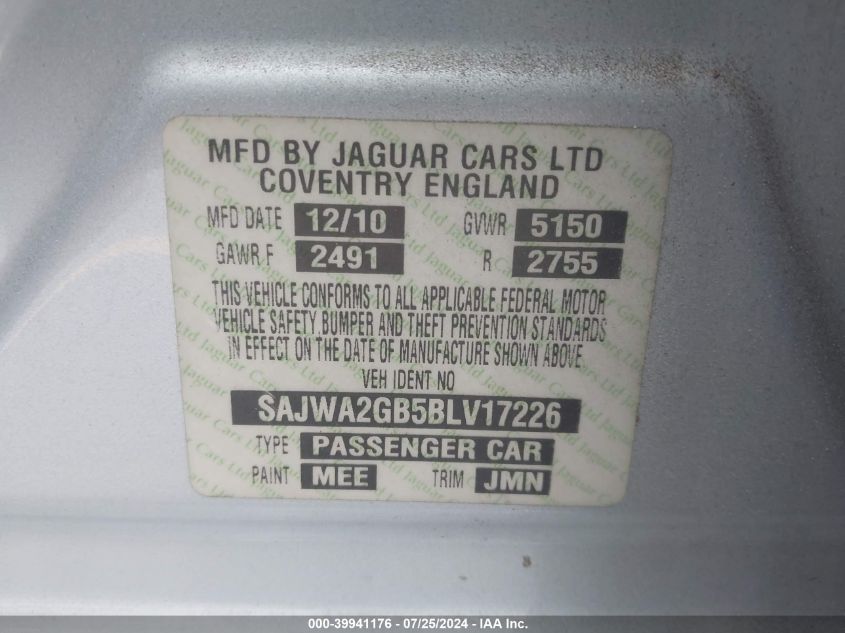 MFD BY JAGUAR CARS LTD
COVENTRY ENGLAND
MFD DATE 12/10 GVWR 5150
GAWR F 2491 R 2755
THIS VEHICLE CONFORMS TO ALL APPLICABLE FEDERAL MOTOR
VEHICLE SAFETY,BUMPER AND THEFT PREVENTION STANDARDS
IN EFFECT ON THE DATE OF MANUFACTURE SHOWN ABOVE
VEH IDENT NO
SAJWA2GB5BLV17226
TYPE PASSENGER CAR
PAINT MEE TRIM JMN
000-39941176 - 07/25/2024 - IAA Inc.